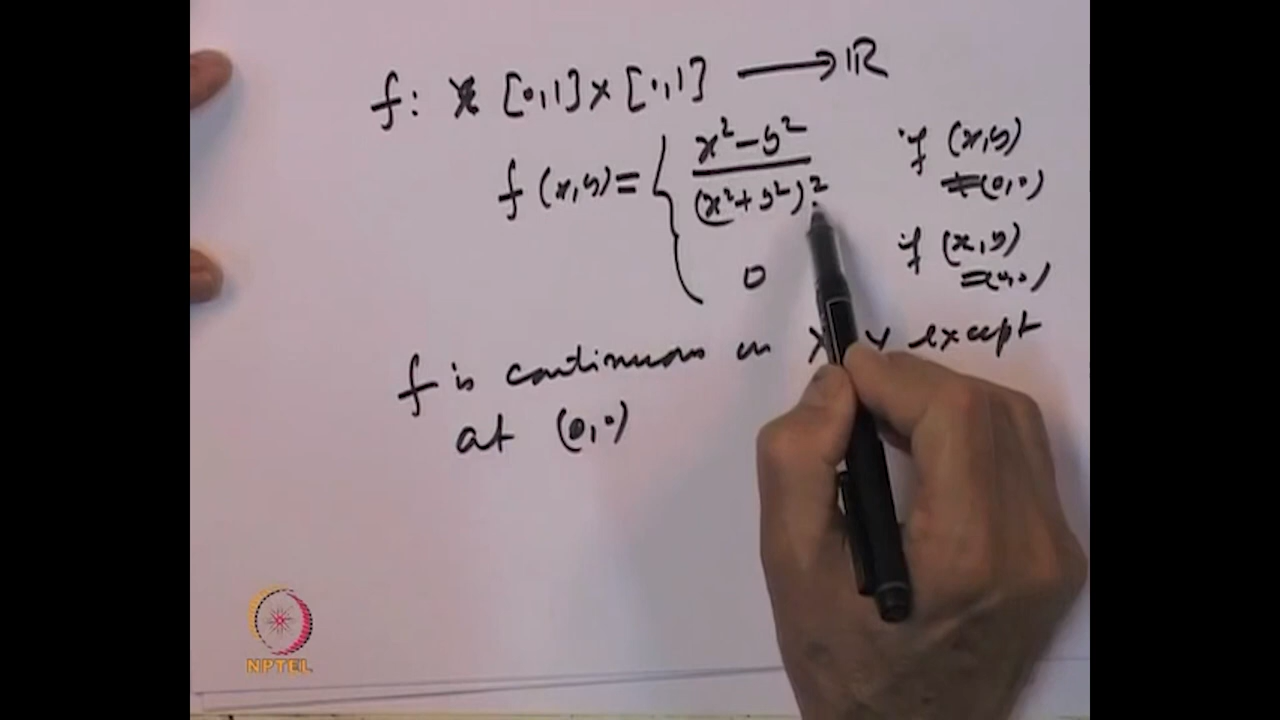 f: [0,1] × [0,1] ⟶ ℝ
f(x,y) = { x² − y² / (x² + y²)² if (x,y) ≠ (0,0)
0 if (x,y) = (0,0)
f is continuous on X Y except
at (0,0)
NPTEL